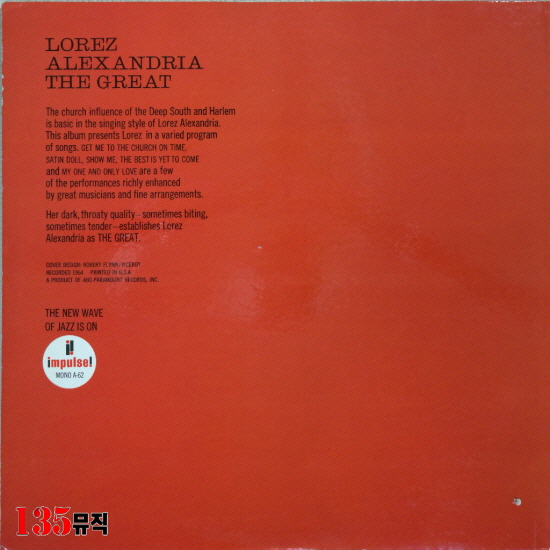 LOREZ
ALEXANDRIA
THE GREAT
The church influence of the Deep South and Harlem
is basic in the singing style of Lorez Alexandria.
This album presents Lorez in a varied program
of songs. GET ME TO THE CHURCH ON TIME,
SATIN DOLL, SHOW ME, THE BEST IS YET TO COME
and MY ONE AND ONLY LOVE are a few
of the performances richly enhanced
by great musicians and fine arrangements.
Her dark, throaty quality—sometimes biting,
sometimes tender—establishes Lorez
Alexandria as THE GREAT.
COVER DESIGN: ROBERT FLYNN/VICEROY
RECORDED 1964 PRINTED IN U.S.A
A PRODUCT OF ABC-PARAMOUNT RECORDS, INC.
THE NEW WAVE
OF JAZZ IS ON
i!
impulse!
MONO A-62
135뮤직